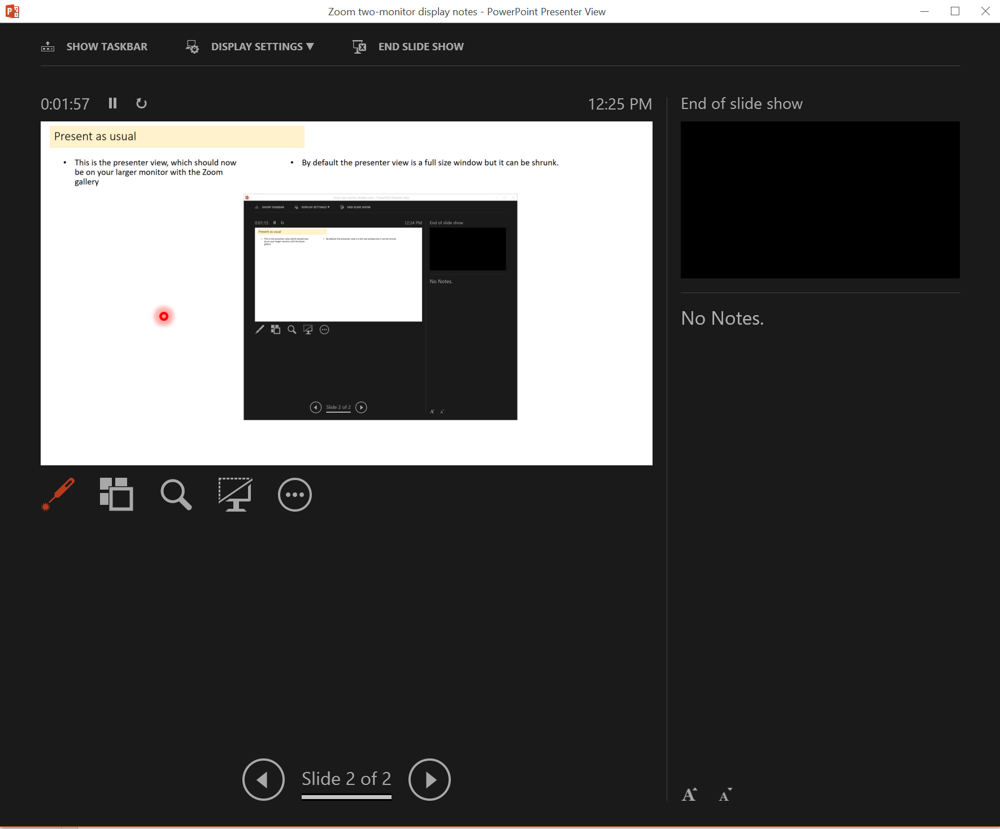 Zoom two-monitor display notes - PowerPoint Presenter View
SHOW TASKBAR
DISPLAY SETTINGS ▼
END SLIDE SHOW
0:01:57
12:25 PM
Present as usual
• This is the presenter view, which should now
be on your larger monitor with the Zoom
gallery
• By default the presenter view is a full size window but it can be shrunk.
Zoom two-monitor display notes - PowerPoint Presenter View
SHOW TASKBAR
DISPLAY SETTINGS ▼
END SLIDE SHOW
0:01:15
12:24 PM
Present as usual
• This is the presenter view, which should now
be on your larger monitor with the Zoom
gallery
• By default the presenter view is a full size window but it can be shrunk.
End of slide show
No Notes.
Slide 2 of 2
A A
Slide 2 of 2
End of slide show
No Notes.
A A